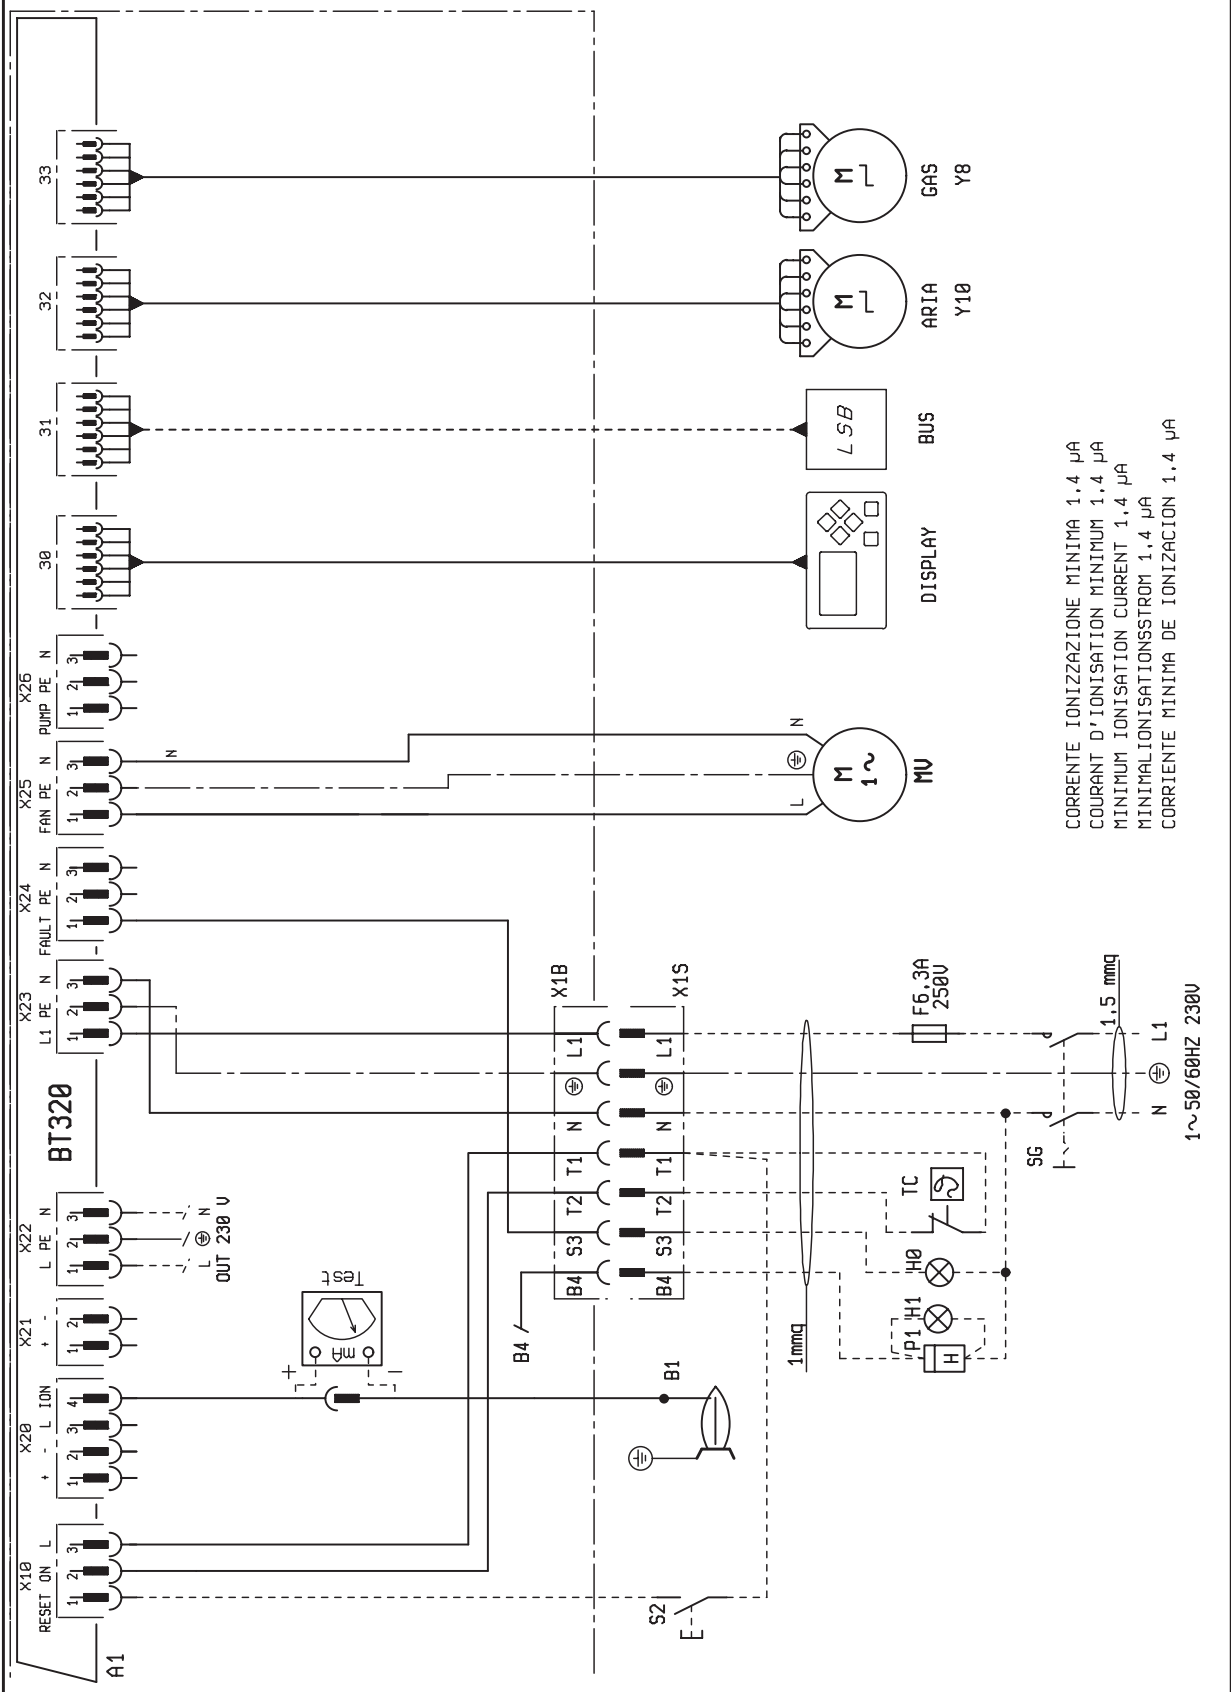 A1
BT320
X10
RESET ON L
1 2 3
X20
+ - L ION
1 2 3 4
X21
+ -
1 2
X22
L PE N
1 2 3
L N
OUT 230 V
X23
L1 PE N
1 2 3
X24
FAULT PE N
1 2 3
X25
FAN PE N
1 2 3
N
X26
PUMP PE N
1 2 3
30
31
32
33
Test
mA
+ -
B4
X1B
B4 S3 T2 T1 N L1
B4 S3 T2 T1 N L1
X1S
S2
B1
L N
M
1~
MV
DISPLAY
LSB
BUS
M
ARIA
Y10
M
GAS
Y8
1mmq
H
P1
H1
H0
TC
F6,3A
250V
SG
1,5 mmq
N L1
1~50/60HZ 230V
CORRENTE IONIZZAZIONE MINIMA 1,4 µA
COURANT D'IONISATION MINIMUM 1,4 µA
MINIMUM IONISATION CURRENT 1,4 µA
MINIMALIONISATIONSSTROM 1,4 µA
CORRIENTE MINIMA DE IONIZACION 1,4 µA